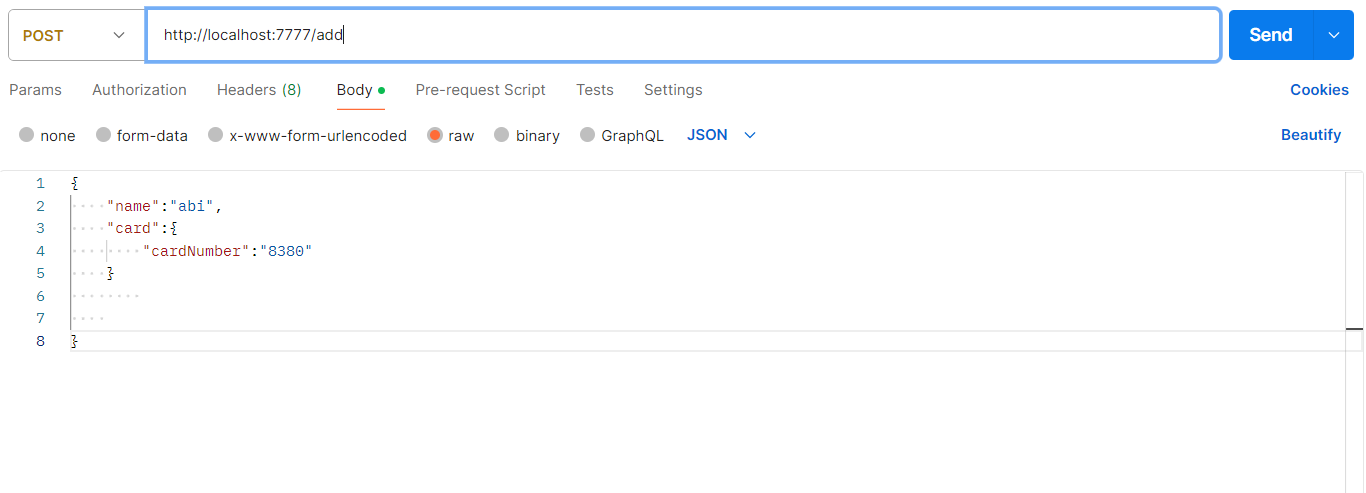 POST http://localhost:7777/add Send
Params Authorization Headers (8) Body Pre-request Script Tests Settings Cookies
none form-data x-www-form-urlencoded raw binary GraphQL JSON Beautify
1 {
2 "name":"abi",
3 "card":{
4 "cardNumber":"8380"
5 }
6
7
8 }